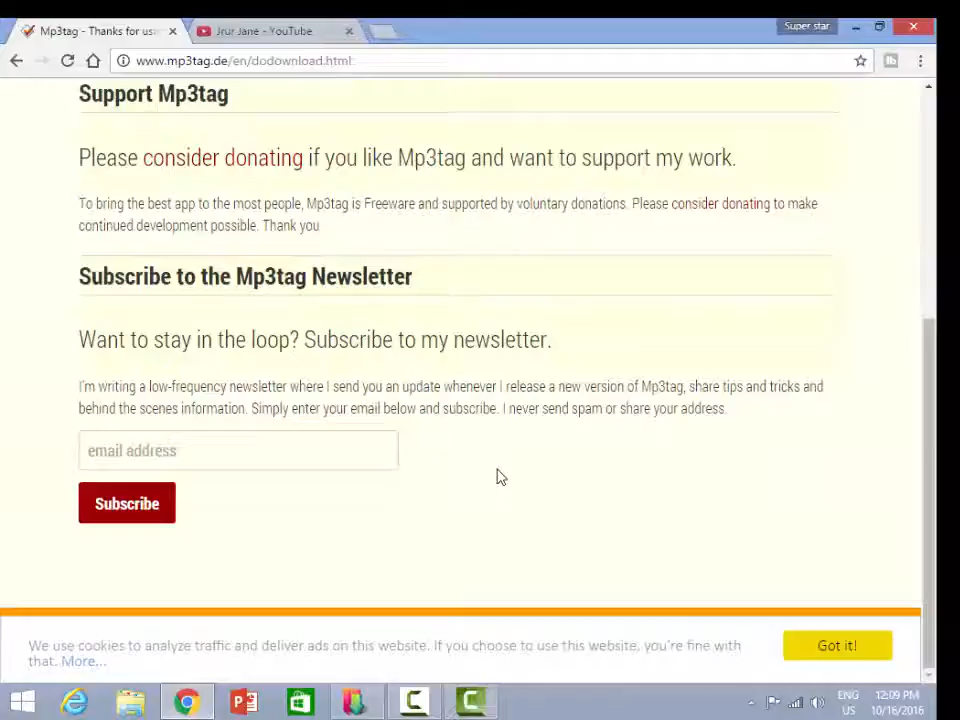 Mp3tag - Thanks for us
Jrur Jane - YouTube
Super star
www.mp3tag.de/en/dodownload.html
Support Mp3tag
Please consider donating if you like Mp3tag and want to support my work.
To bring the best app to the most people, Mp3tag is Freeware and supported by voluntary donations. Please consider donating to make
continued development possible. Thank you
Subscribe to the Mp3tag Newsletter
Want to stay in the loop? Subscribe to my newsletter.
I'm writing a low-frequency newsletter where I send you an update whenever I release a new version of Mp3tag, share tips and tricks and
behind the scenes information. Simply enter your email below and subscribe. I never send spam or share your address.
email address
Subscribe
We use cookies to analyze traffic and deliver ads on this website. If you choose to use this website, you're fine with
that. More...
Got it!
ENG
US
12:09 PM
10/16/2016